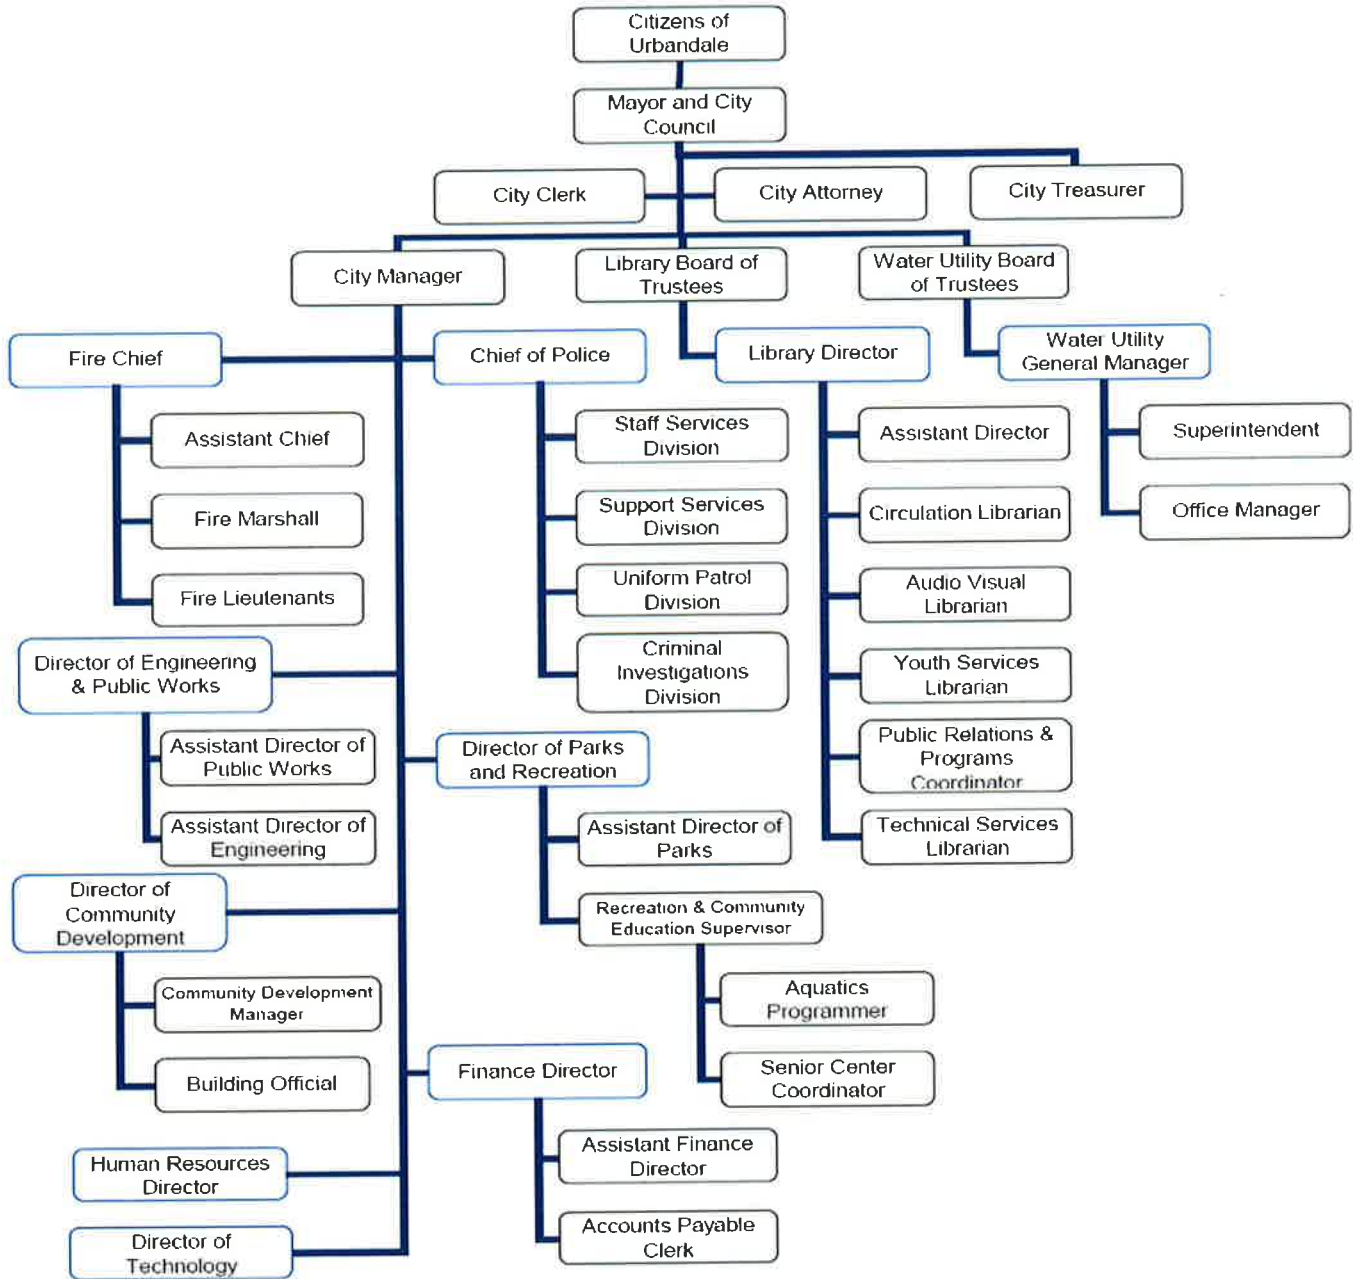 Citizens of
Urbandale
Mayor and City
Council
City Clerk
City Attorney
City Treasurer
City Manager
Library Board of
Trustees
Water Utility Board
of Trustees
Fire Chief
Chief of Police
Library Director
Water Utility
General Manager
Assistant Chief
Fire Marshall
Fire Lieutenants
Staff Services
Division
Support Services
Division
Uniform Patrol
Division
Criminal
Investigations
Division
Assistant Director
Circulation Librarian
Audio Visual
Librarian
Youth Services
Librarian
Public Relations &
Programs
Coordinator
Technical Services
Librarian
Superintendent
Office Manager
Director of Engineering
& Public Works
Assistant Director of
Public Works
Assistant Director of
Engineering
Director of Parks
and Recreation
Assistant Director of
Parks
Recreation & Community
Education Supervisor
Aquatics
Programmer
Senior Center
Coordinator
Director of
Community
Development
Community Development
Manager
Building Official
Finance Director
Assistant Finance
Director
Accounts Payable
Clerk
Human Resources
Director
Director of
Technology